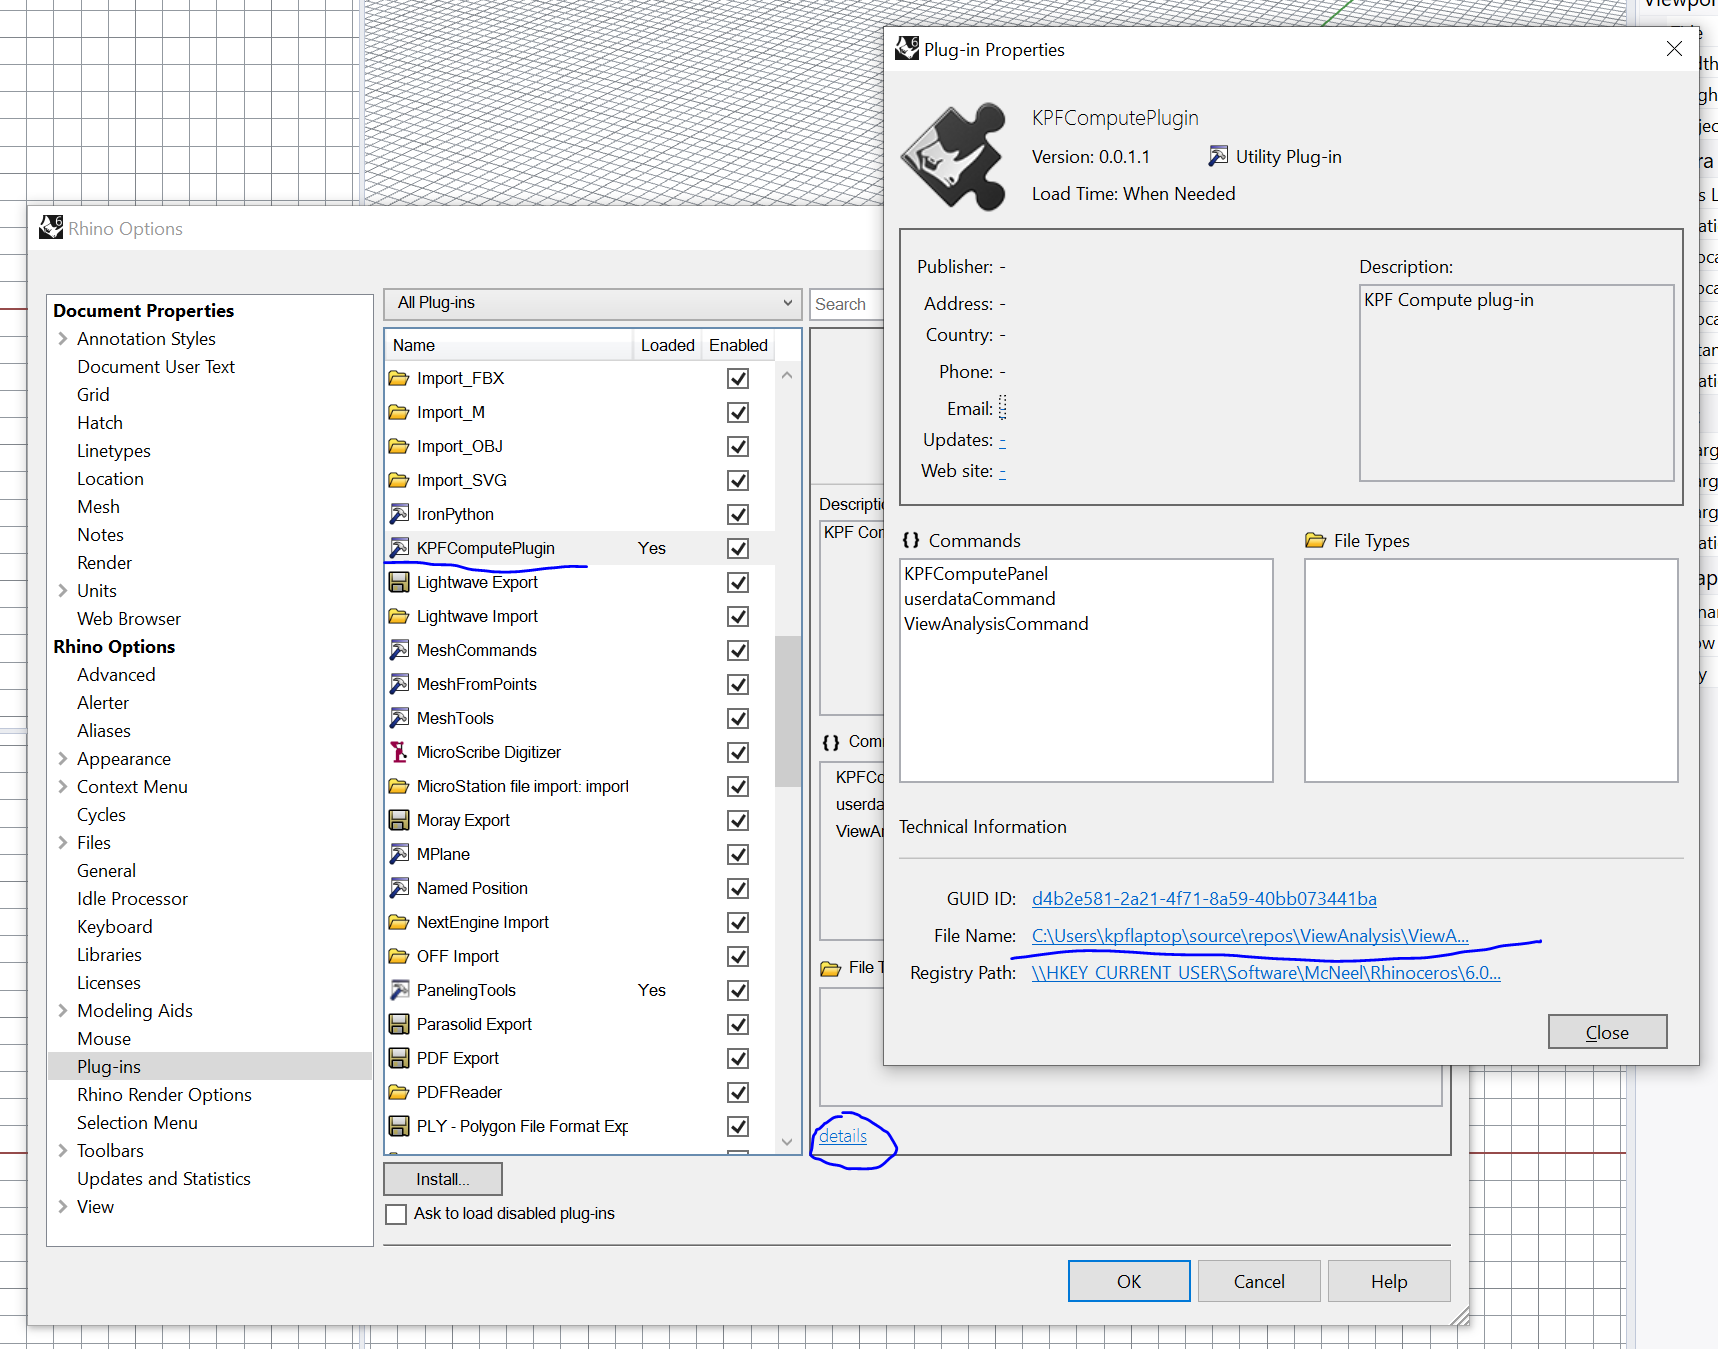 Rhino Options
Document Properties
Annotation Styles
Document User Text
Grid
Hatch
Linetypes
Location
Mesh
Notes
Render
Units
Web Browser
Rhino Options
Advanced
Alerter
Aliases
Appearance
Context Menu
Cycles
Files
General
Idle Processor
Keyboard
Libraries
Licenses
Modeling Aids
Mouse
Plug-ins
Rhino Render Options
Selection Menu
Toolbars
Updates and Statistics
View
All Plug-ins
Search
Name Loaded Enabled
Import_FBX
Import_M
Import_OBJ
Import_SVG
IronPython
KPFComputePlugin Yes
Lightwave Export
Lightwave Import
MeshCommands
MeshFromPoints
MeshTools
MicroScribe Digitizer
MicroStation file import: import
Moray Export
MPlane
Named Position
NextEngine Import
OFF Import
PanelingTools Yes
Parasolid Export
PDF Export
PDFReader
PLY - Polygon File Format Exp
Install...
Ask to load disabled plug-ins
Descripti
KPF Cor
{} Com
KPFCo
userda
ViewAn
File T
details
OK Cancel Help
Plug-in Properties
KPFComputePlugin
Version: 0.0.1.1 Utility Plug-in
Load Time: When Needed
Publisher: -
Address: -
Country: -
Phone: -
Email: -
Updates: -
Web site: -
Description:
KPF Compute plug-in
{} Commands
KPFComputePanel
userdataCommand
ViewAnalysisCommand
File Types
Technical Information
GUID ID: d4b2e581-2a21-4f71-8a59-40bb073441ba
File Name: C:\Users\kpflaptop\source\repos\ViewAnalysis\ViewA...
Registry Path: \\HKEY_CURRENT_USER\Software\McNeel\Rhinoceros\6.0...
Close